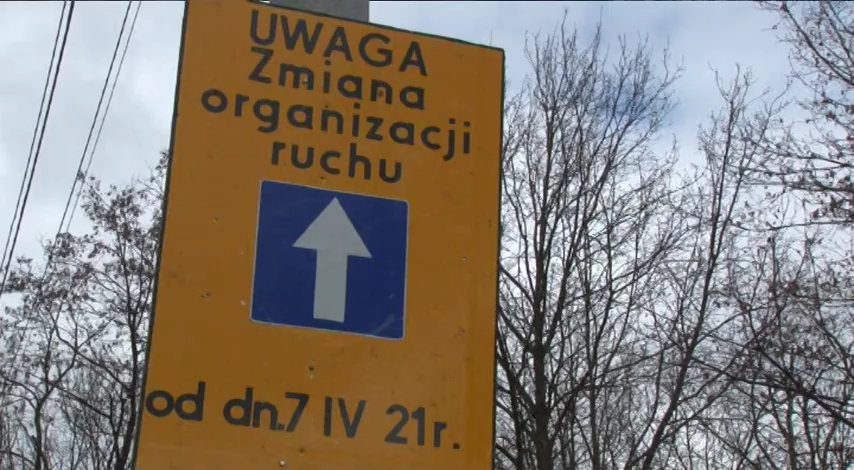 UWAGA
Zmiana
organizacji
ruchu
od dn.7 IV 21r.